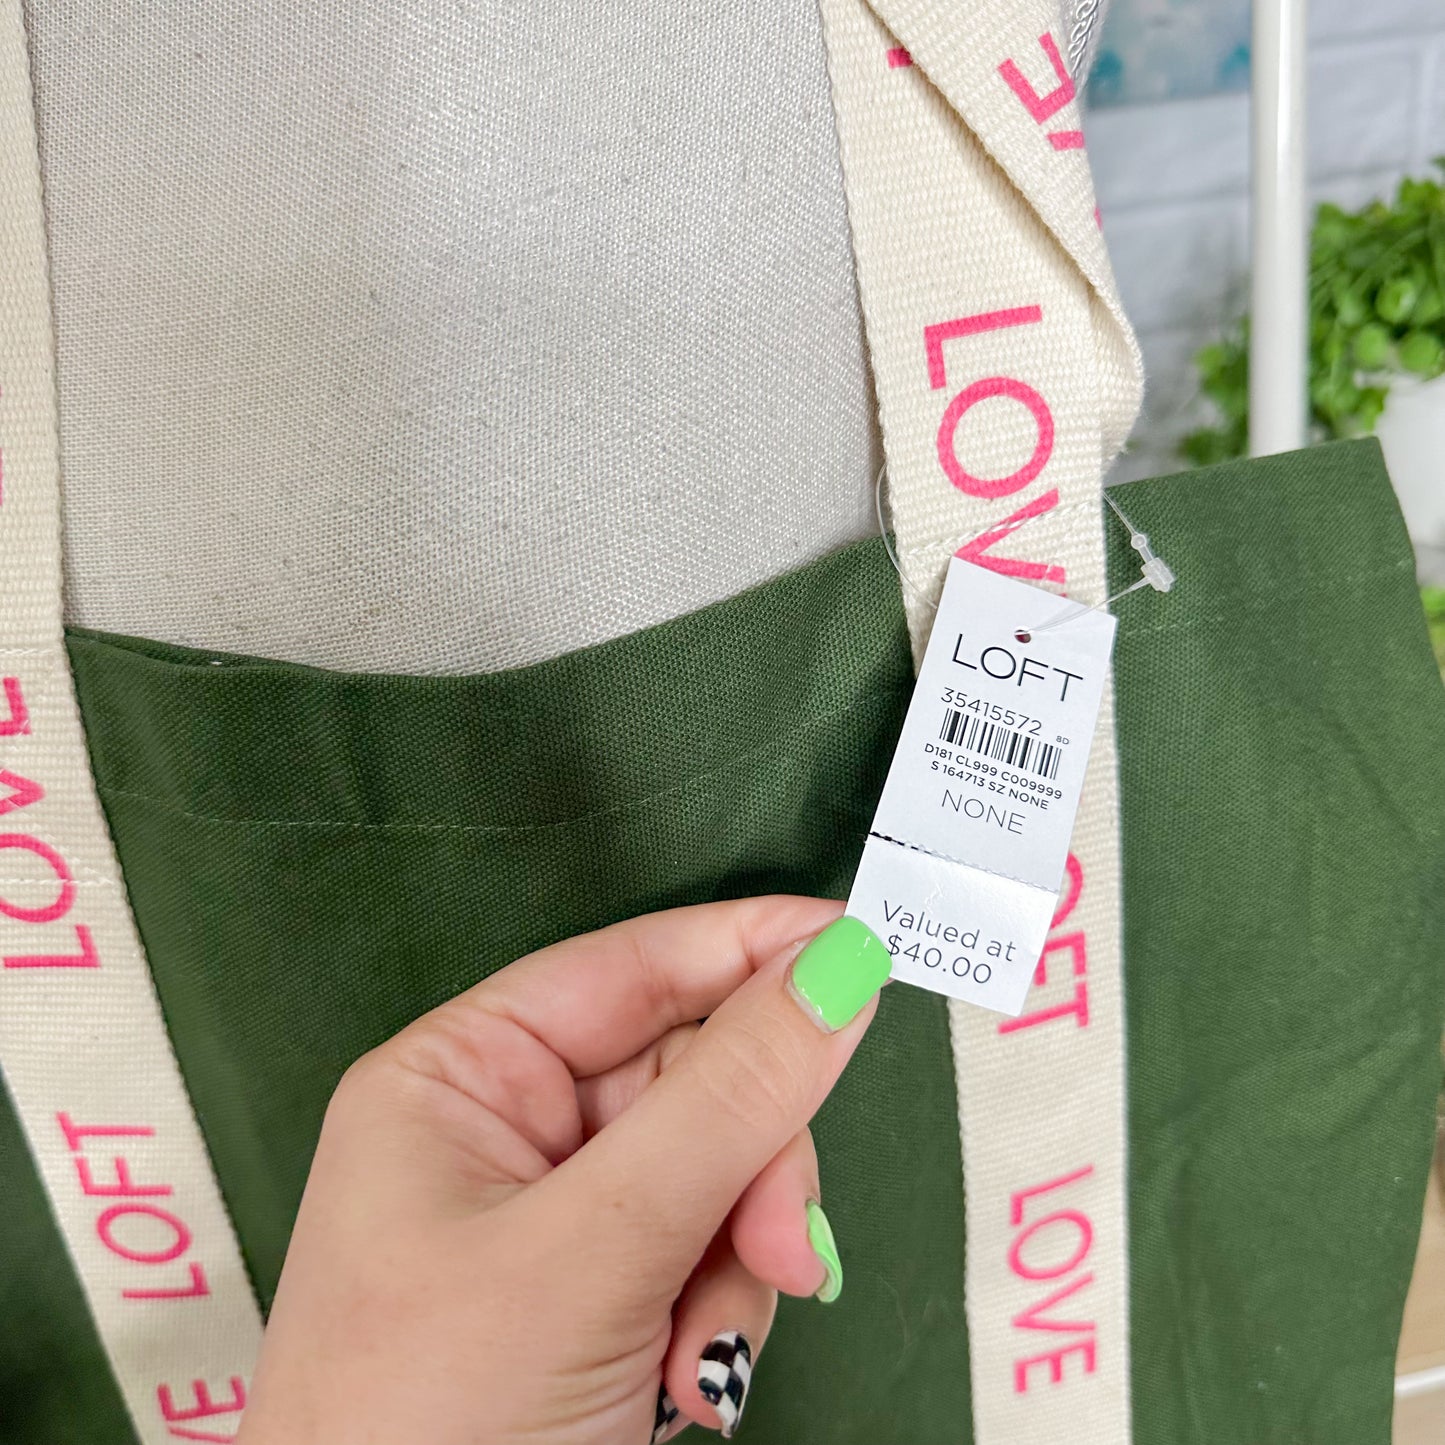 LOVE
LOFT
LOVE
LOVE
LOFT
LOVE
LOFT
35415572
8D
D181 CL999 C009999
S 164713 SZ NONE
NONE
Valued at
$40.00